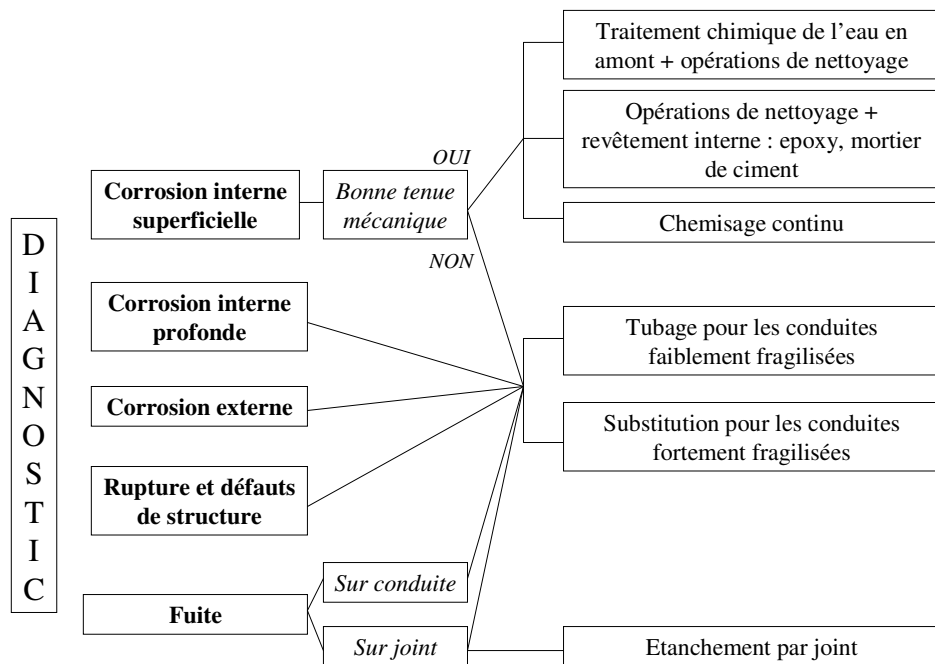 DIAGNOSTIC
Corrosion interne
superficielle
Bonne tenue
mécanique
OUI
NON
Traitement chimique de l'eau en
amont + opérations de nettoyage
Opérations de nettoyage +
revêtement interne : epoxy, mortier
de ciment
Chemisage continu
Corrosion interne
profonde
Corrosion externe
Rupture et défauts
de structure
Tubage pour les conduites
faiblement fragilisées
Substitution pour les conduites
fortement fragilisées
Fuite
Sur conduite
Sur joint
Etanchement par joint